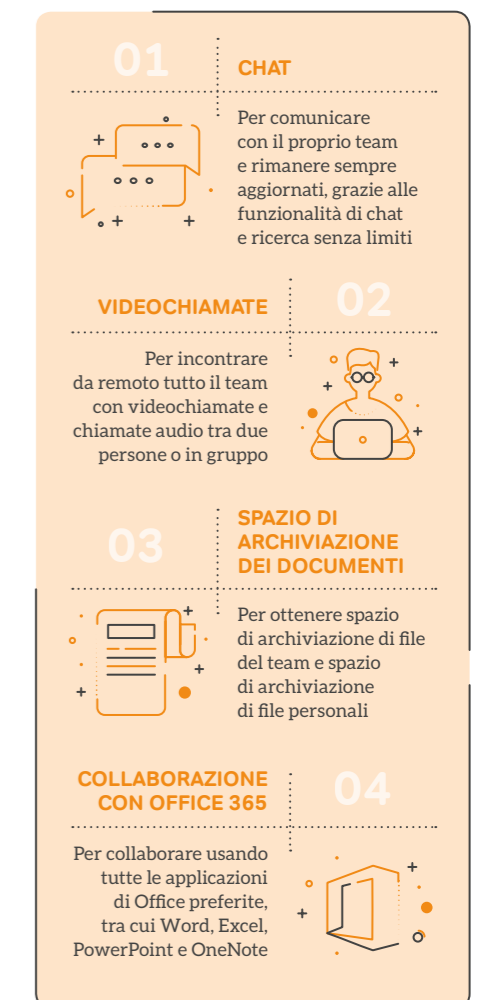 01
CHAT
Per comunicare
con il proprio team
e rimanere sempre
aggiornati, grazie alle
funzionalità di chat
e ricerca senza limiti
VIDEOCHIAMATE
02
Per incontrare
da remoto tutto il team
con videochiamate e
chiamate audio tra due
persone o in gruppo
03
SPAZIO DI
ARCHIVIAZIONE
DEI DOCUMENTI
Per ottenere spazio
di archiviazione di file
del team e spazio
di archiviazione
di file personali
COLLABORAZIONE
CON OFFICE 365
04
Per collaborare usando
tutte le applicazioni
di Office preferite,
tra cui Word, Excel,
PowerPoint e OneNote